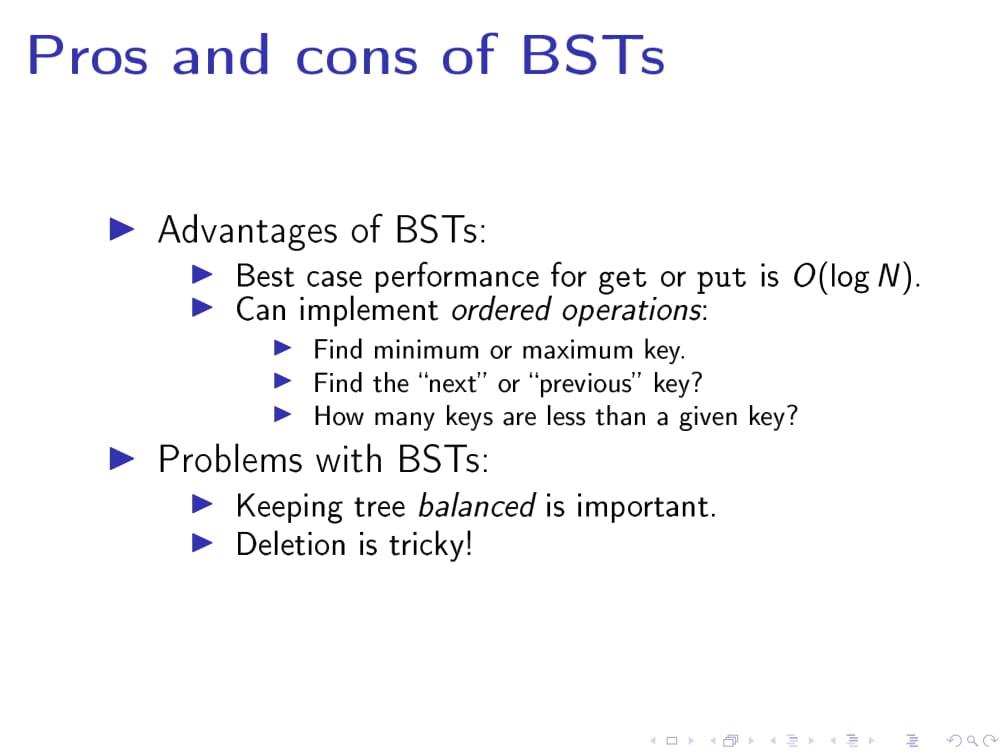 Pros and cons of BSTs
Advantages of BSTs:
Best case performance for get or put is O(log N).
Can implement ordered operations:
Find minimum or maximum key.
Find the “next” or “previous” key?
How many keys are less than a given key?
Problems with BSTs:
Keeping tree balanced is important.
Deletion is tricky!